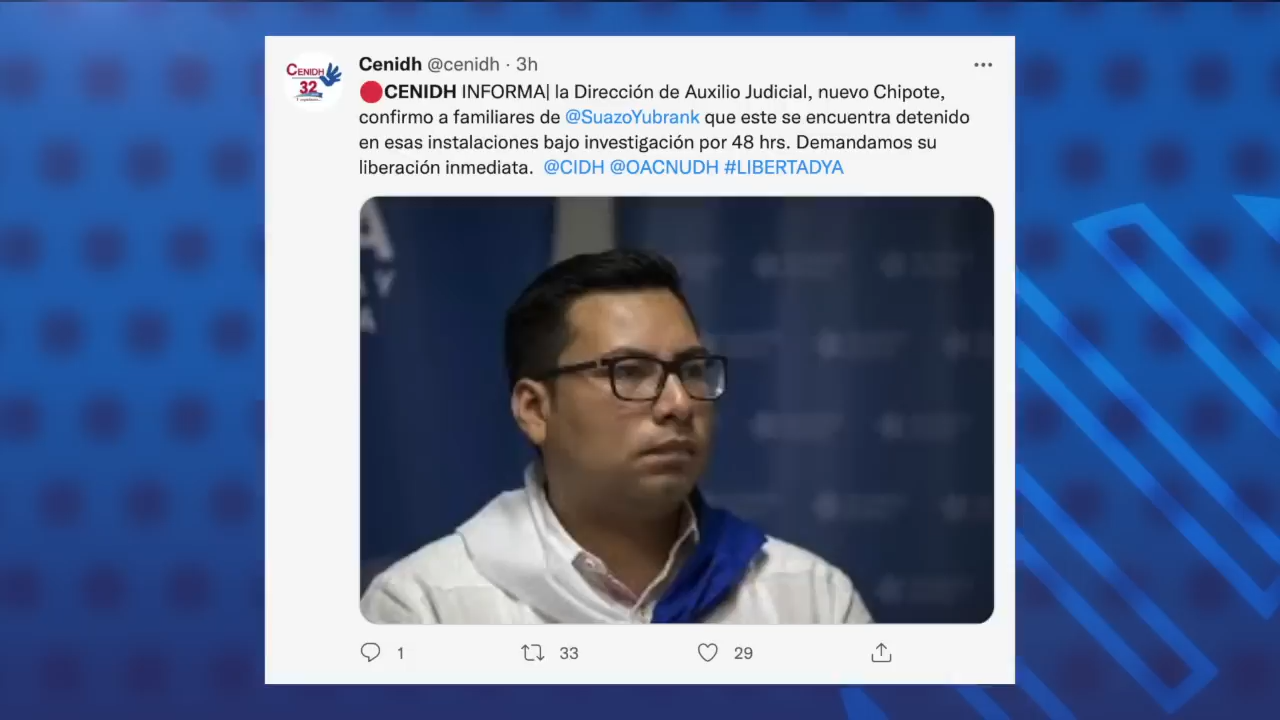 Cenidh @cenidh · 3h
CENIDH
32
🔴CENIDH INFORMA| la Dirección de Auxilio Judicial, nuevo Chipote,
confirmo a familiares de @SuazoYubrank que este se encuentra detenido
en esas instalaciones bajo investigación por 48 hrs. Demandamos su
liberación inmediata. @CIDH @OACNUDH #LIBERTADYA
A
Y
A
1 33 29